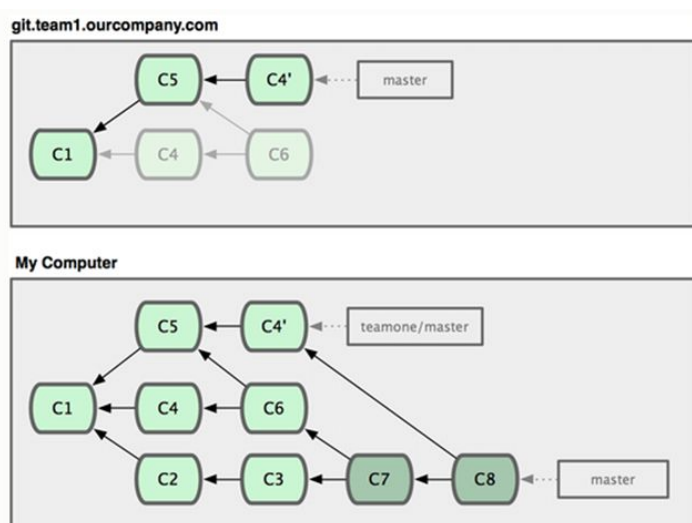 git.team1.ourcompany.com
C5 C4' master
C1 C4 C6
My Computer
C5 C4' teamone/master
C1 C4 C6
C2 C3 C7 C8 master